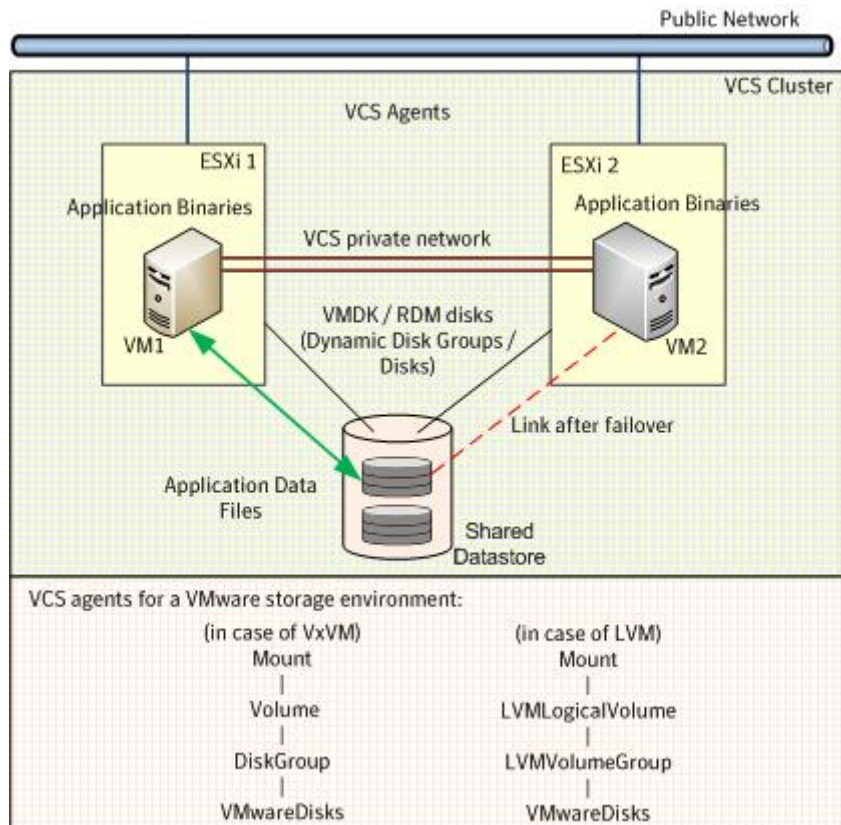 Public Network
VCS Cluster
VCS Agents
ESXi 1
ESXi 2
Application Binaries
Application Binaries
VCS private network
VMDK / RDM disks
(Dynamic Disk Groups /
Disks)
VM1
VM2
Link after failover
Application Data
Files
Shared
Datastore
VCS agents for a VMware storage environment:
(in case of VxVM)
Mount
|
Volume
|
DiskGroup
|
VMwareDisks
(in case of LVM)
Mount
|
LVMLogicalVolume
|
LVMVolumeGroup
|
VMwareDisks